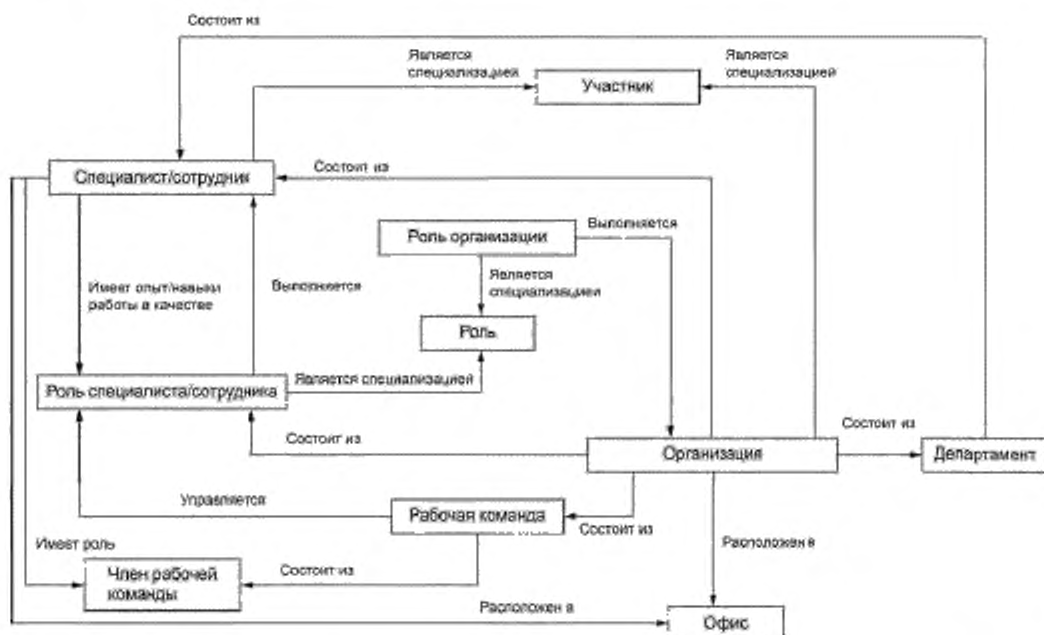 Состоит из
Является
специализацией
Является
специализацией
Участник
Специалист/сотрудник
Состоит из
Роль организации
Выполняется
Имеет опыт/навыки
работы в качестве
Выполняется
Является
специализацией
Роль
Роль специалиста/сотрудника
Является специализацией
Состоит из
Состоит из
Организация
Департамент
Управляется
Рабочая команда
Состоит из
Расположен в
Имеет роль
Член рабочей
команды
Состоит из
Расположен в
Офис